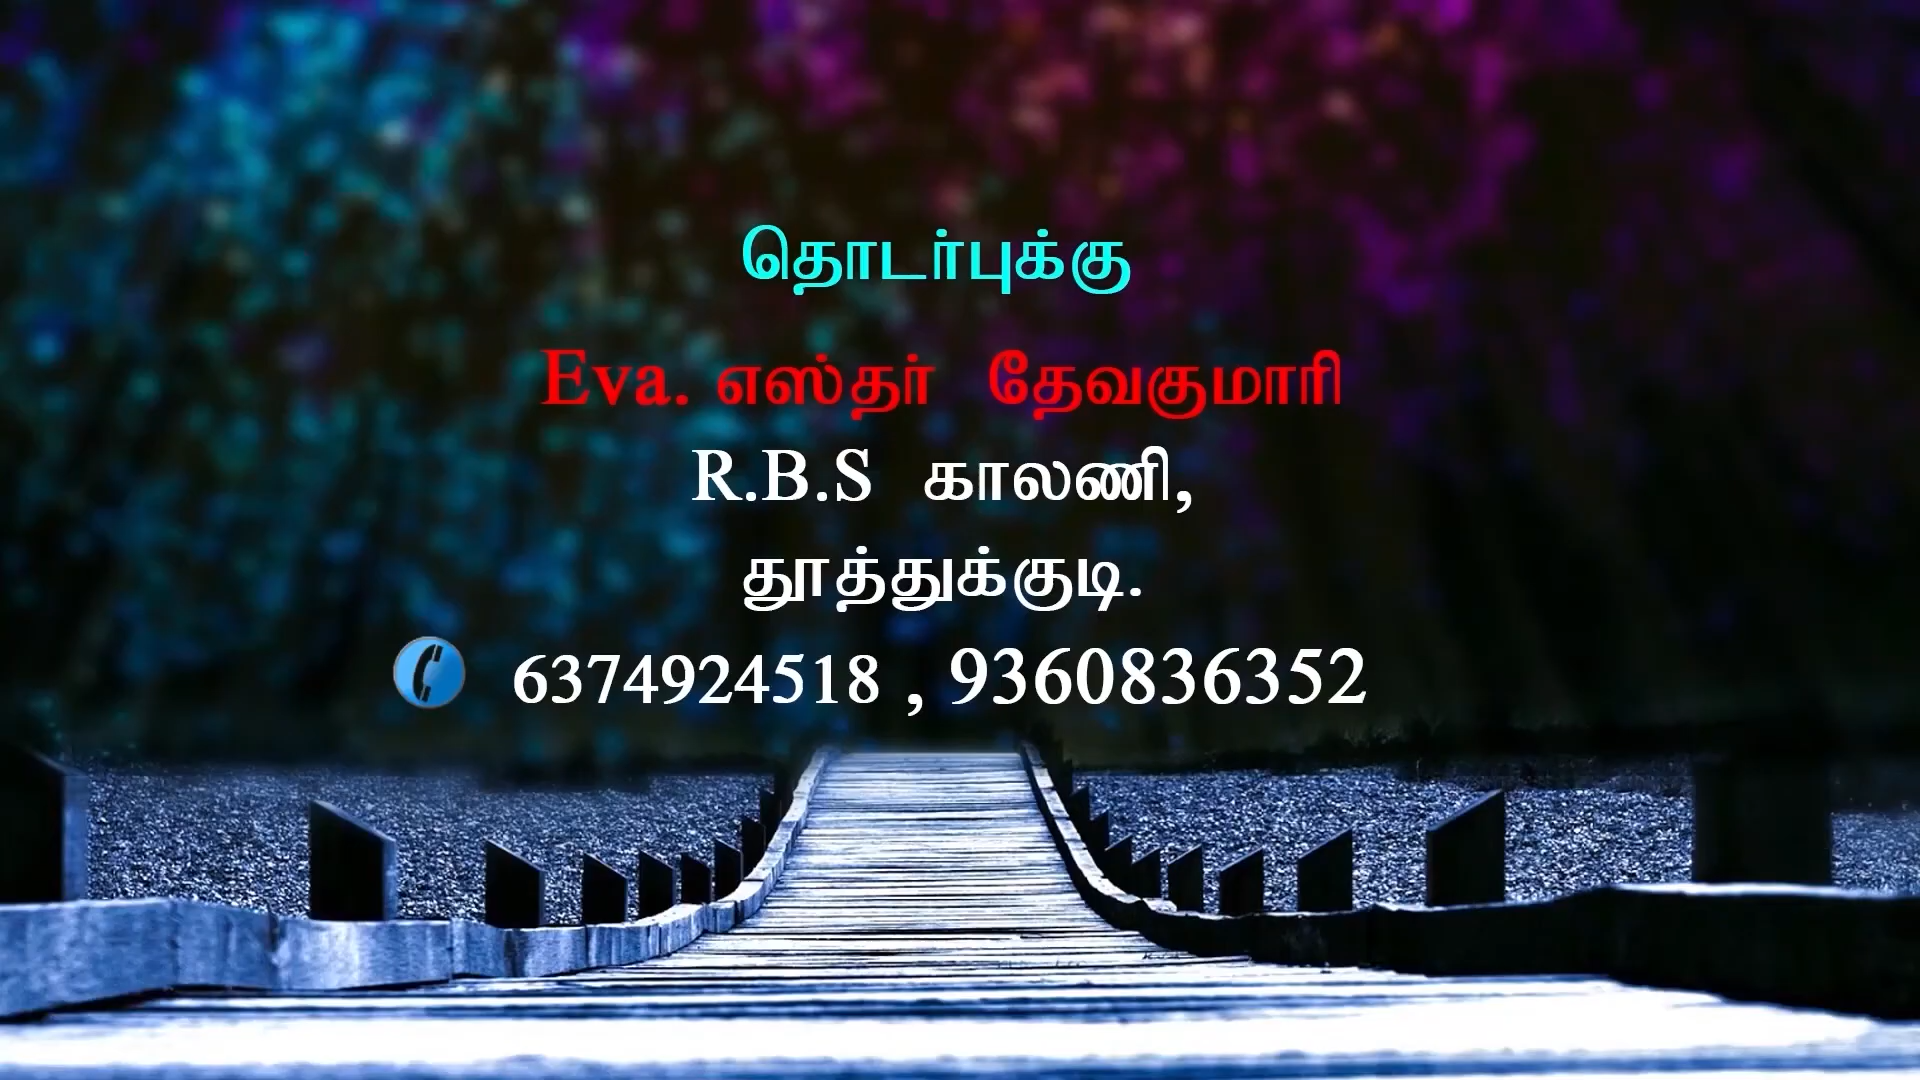 தொடர்புக்கு
Eva. எஸ்தர் தேவகுமாரி
R.B.S காலணி,
தூத்துக்குடி.
6374924518 , 9360836352